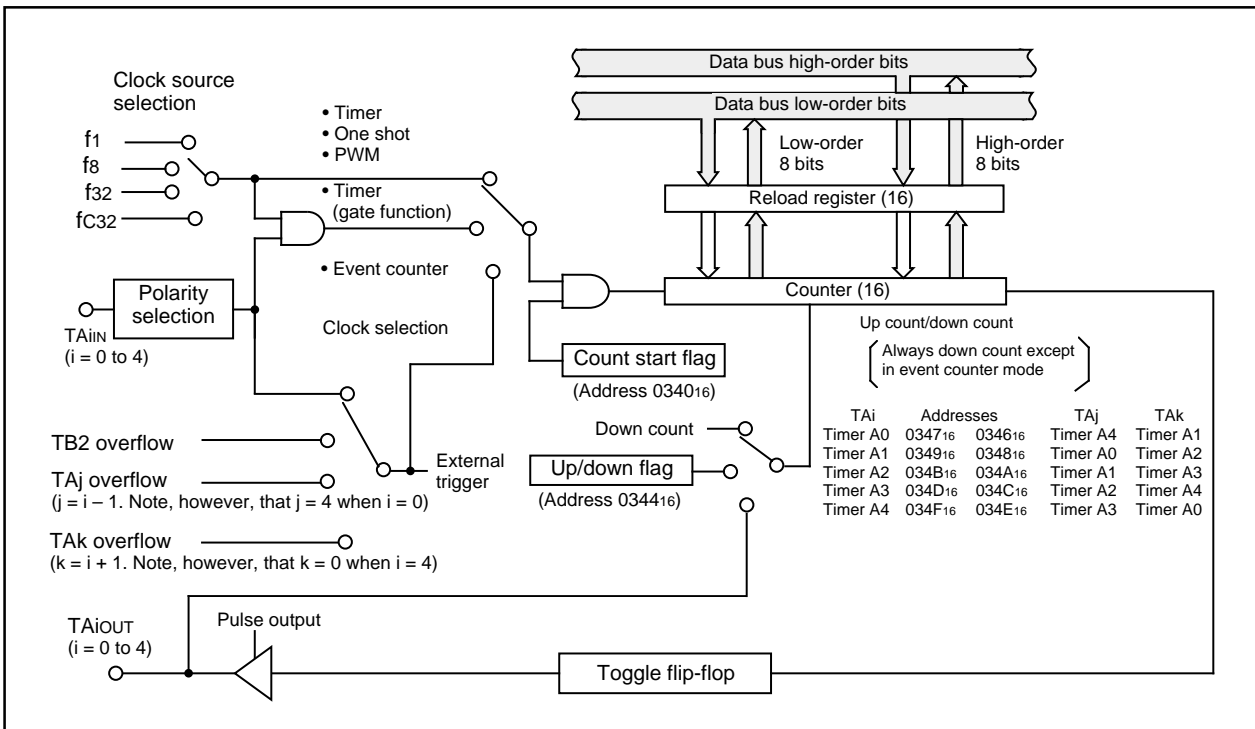 Clock source
selection
f1
f8
f32
fC32
• Timer
• One shot
• PWM
• Timer
(gate function)
• Event counter
Clock selection
Data bus high-order bits
Data bus low-order bits
Low-order
8 bits
High-order
8 bits
Reload register (16)
Counter (16)
Polarity
selection
TAiIN
(i = 0 to 4)
Count start flag
(Address 034016)
Up count/down count
Always down count except
in event counter mode
TB2 overflow
TAj overflow
(j = i – 1. Note, however, that j = 4 when i = 0)
TAk overflow
(k = i + 1. Note, however, that k = 0 when i = 4)
External
trigger
Down count
Up/down flag
(Address 034416)
TAi Addresses TAj TAk
Timer A0 034716 034616 Timer A4 Timer A1
Timer A1 034916 034816 Timer A0 Timer A2
Timer A2 034B16 034A16 Timer A1 Timer A3
Timer A3 034D16 034C16 Timer A2 Timer A4
Timer A4 034F16 034E16 Timer A3 Timer A0
TAiOUT
(i = 0 to 4)
Pulse output
Toggle flip-flop